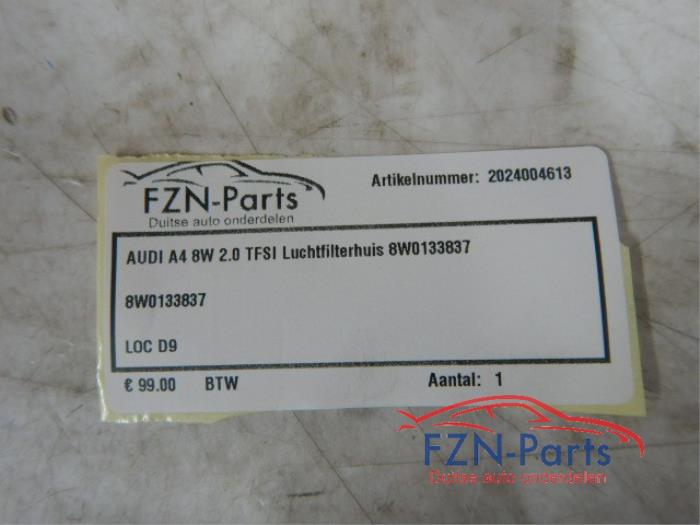 FZN-Parts
Duitse auto onderdelen
Artikelnummer: 2024004613
AUDI A4 8W 2.0 TFSI Luchtfilterhuis 8W0133837
8W0133837
LOC D9
€ 99.00 BTW Aantal: 1
FZN-Parts
Duitse auto onderdelen